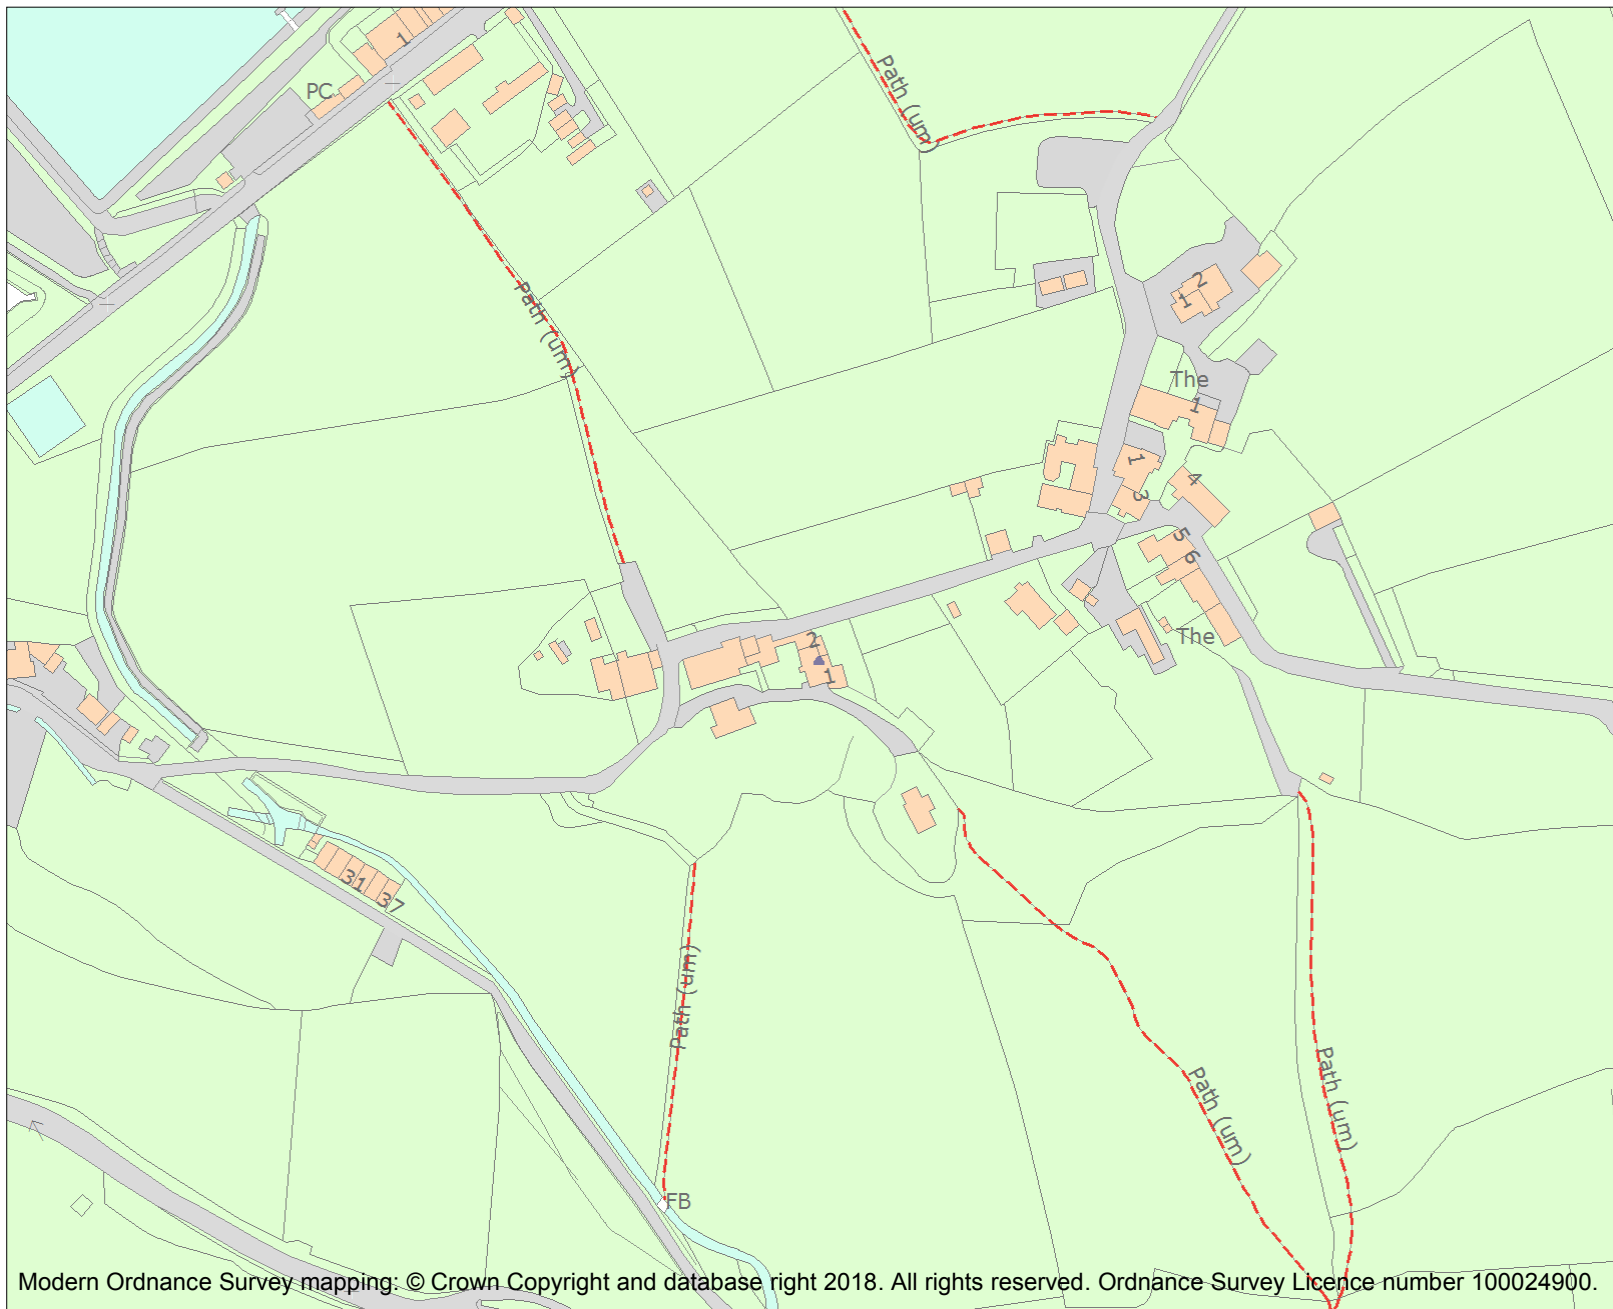 1
PC
Path (um)
Path (um)
2
1
The
1
1
3
4
5
6
The
2
1
31
37
Path (um)
Path (um)
Path (um)
FB
Modern Ordnance Survey mapping: © Crown Copyright and database right 2018. All rights reserved. Ordnance Survey Licence number 100024900.